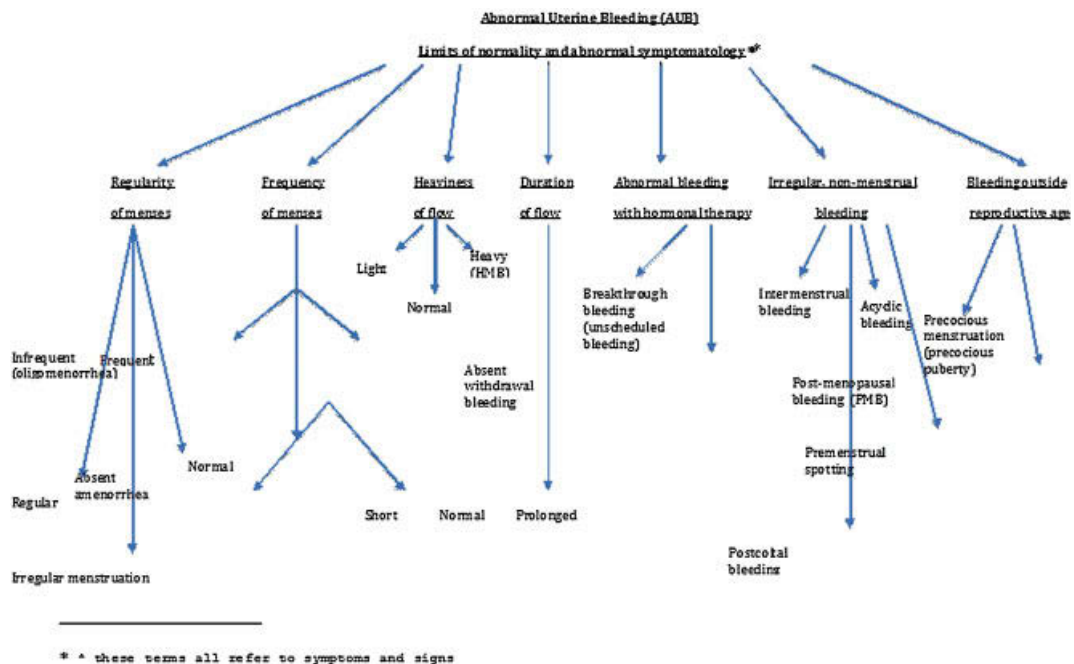 Abnormal Uterine Bleeding (AUB)
Limits of normality and abnormal symptomatology **
Regularity
of menses
Frequency
of menses
Heaviness
of flow
Duration
of flow
Abnormal bleeding
with hormonal therapy
Irregular, non-menstrual
bleeding
Bleeding outside
reproductive age
Light
Heavy
(HMB)
Normal
Breakthrough
bleeding
(unscheduled
bleeding)
Intermenstrual
bleeding
Acyclic
bleeding
Precocious
menstruation
(precocious
puberty)
Infrequent
(oligomenorrhea)
Frequent
Absent
withdrawal
bleeding
Post-menopausal
bleeding (PMB)
Premenstrual
spotting
Normal
Absent
amenorrhea
Regular
Short
Normal
Prolonged
Irregular menstruation
Postcoital
bleeding
* ^ these terms all refer to symptoms and signs